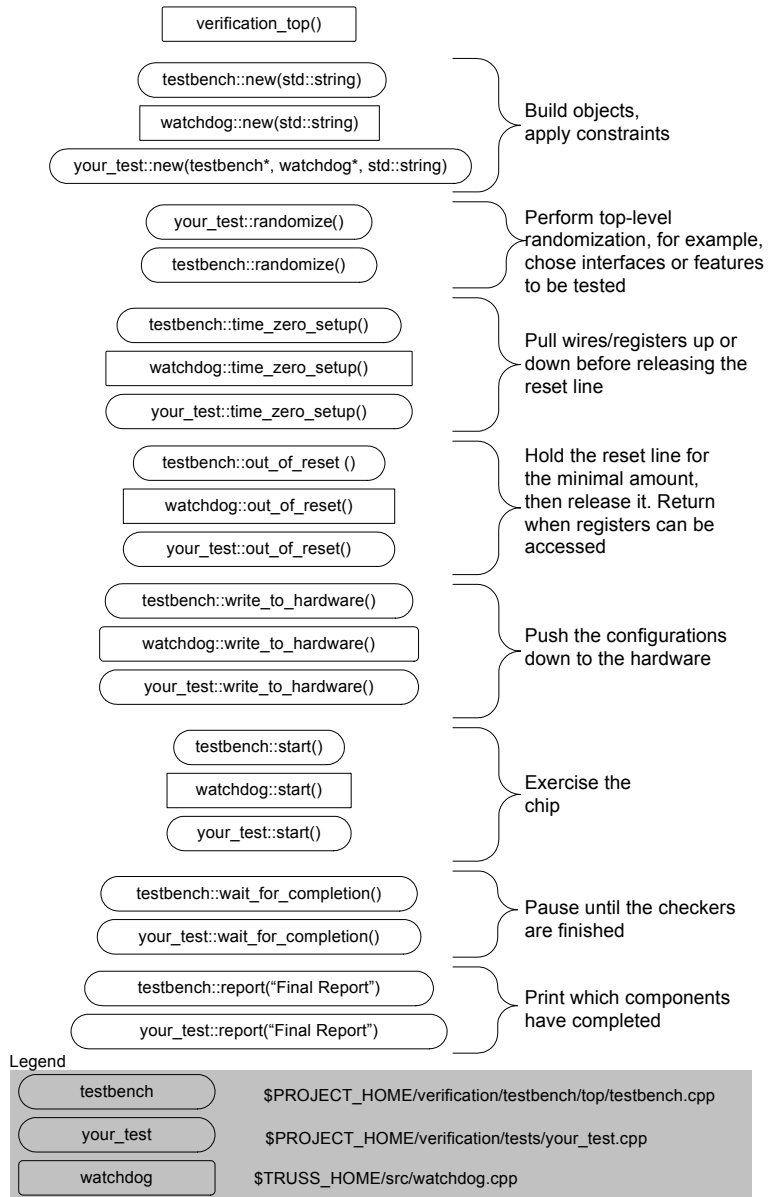 verification_top()
testbench::new(std::string)
watchdog::new(std::string)
your_test::new(testbench*, watchdog*, std::string)
Build objects,
apply constraints
your_test::randomize()
testbench::randomize()
Perform top-level
randomization, for example,
chose interfaces or features
to be tested
testbench::time_zero_setup()
watchdog::time_zero_setup()
your_test::time_zero_setup()
Pull wires/registers up or
down before releasing the
reset line
testbench::out_of_reset ()
watchdog::out_of_reset()
your_test::out_of_reset()
Hold the reset line for
the minimal amount,
then release it. Return
when registers can be
accessed
testbench::write_to_hardware()
watchdog::write_to_hardware()
your_test::write_to_hardware()
Push the configurations
down to the hardware
testbench::start()
watchdog::start()
your_test::start()
Exercise the
chip
testbench::wait_for_completion()
your_test::wait_for_completion()
Pause until the checkers
are finished
testbench::report(“Final Report”)
your_test::report(“Final Report”)
Print which components
have completed
Legend
testbench $PROJECT_HOME/verification/testbench/top/testbench.cpp
your_test $PROJECT_HOME/verification/tests/your_test.cpp
watchdog $TRUSS_HOME/src/watchdog.cpp